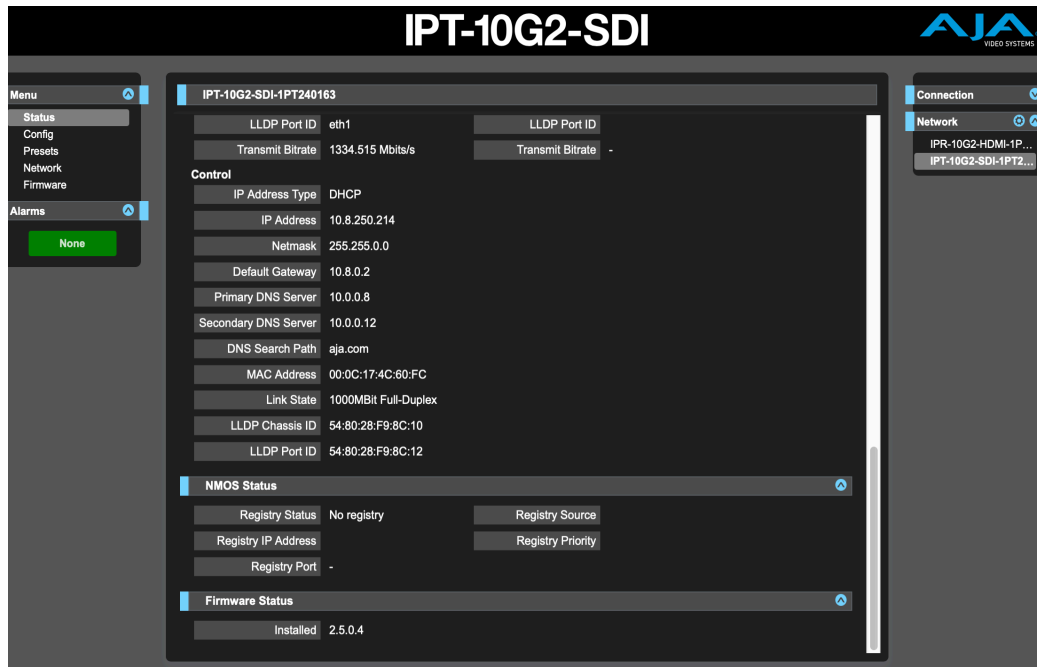 IPT-10G2-SDI
AJA
VIDEO SYSTEMS
Menu
Status
Config
Presets
Network
Firmware
Alarms
None
IPT-10G2-SDI-1PT240163
LLDP Port ID eth1 LLDP Port ID
Transmit Bitrate 1334.515 Mbits/s Transmit Bitrate -
Control
IP Address Type DHCP
IP Address 10.8.250.214
Netmask 255.255.0.0
Default Gateway 10.8.0.2
Primary DNS Server 10.0.0.8
Secondary DNS Server 10.0.0.12
DNS Search Path aja.com
MAC Address 00:0C:17:4C:60:FC
Link State 1000MBit Full-Duplex
LLDP Chassis ID 54:80:28:F9:8C:10
LLDP Port ID 54:80:28:F9:8C:12
NMOS Status
Registry Status No registry Registry Source
Registry IP Address Registry Priority
Registry Port -
Firmware Status
Installed 2.5.0.4
Connection
Network
IPR-10G2-HDMI-1P...
IPT-10G2-SDI-1PT2...